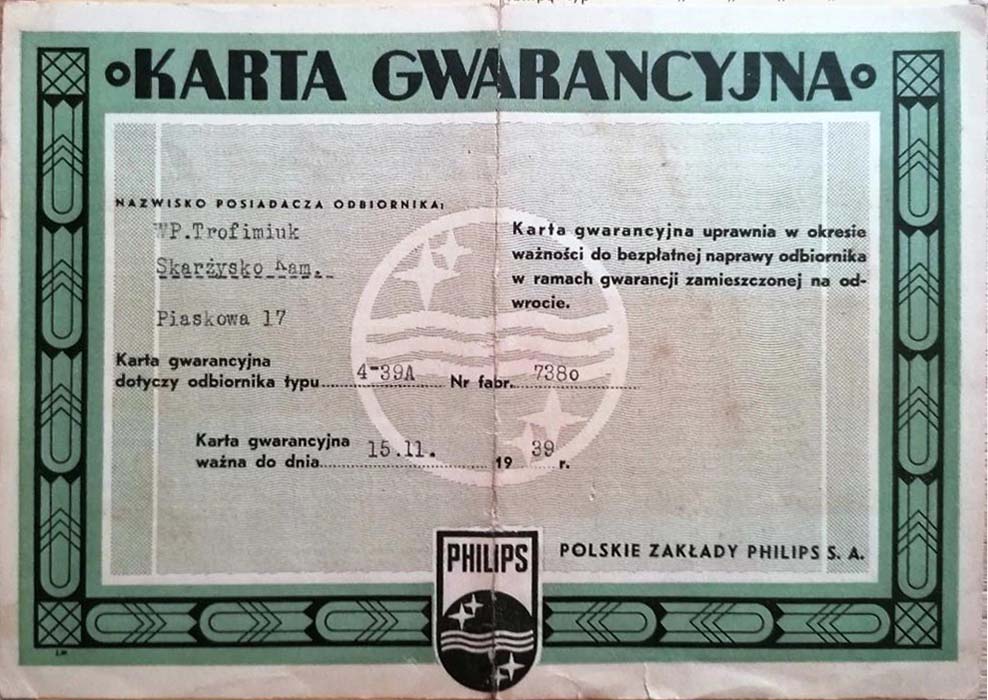 KARTA GWARANCYJNA
NAZWISKO POSIADACZA ODBIORNIKA:
WP.Trofimiuk
Skarżysko Kam.
Piaskowa 17
Karta gwarancyjna uprawnia w okresie
ważności do bezpłatnej naprawy odbiornika
w ramach gwarancji zamieszczonej na od-
wrocie.
Karta gwarancyjna
dotyczy odbiornika typu 4-39A Nr fabr. 7380
Karta gwarancyjna
ważna do dnia 15.11. 1939 r.
PHILIPS
POLSKIE ZAKŁADY PHILIPS S. A.